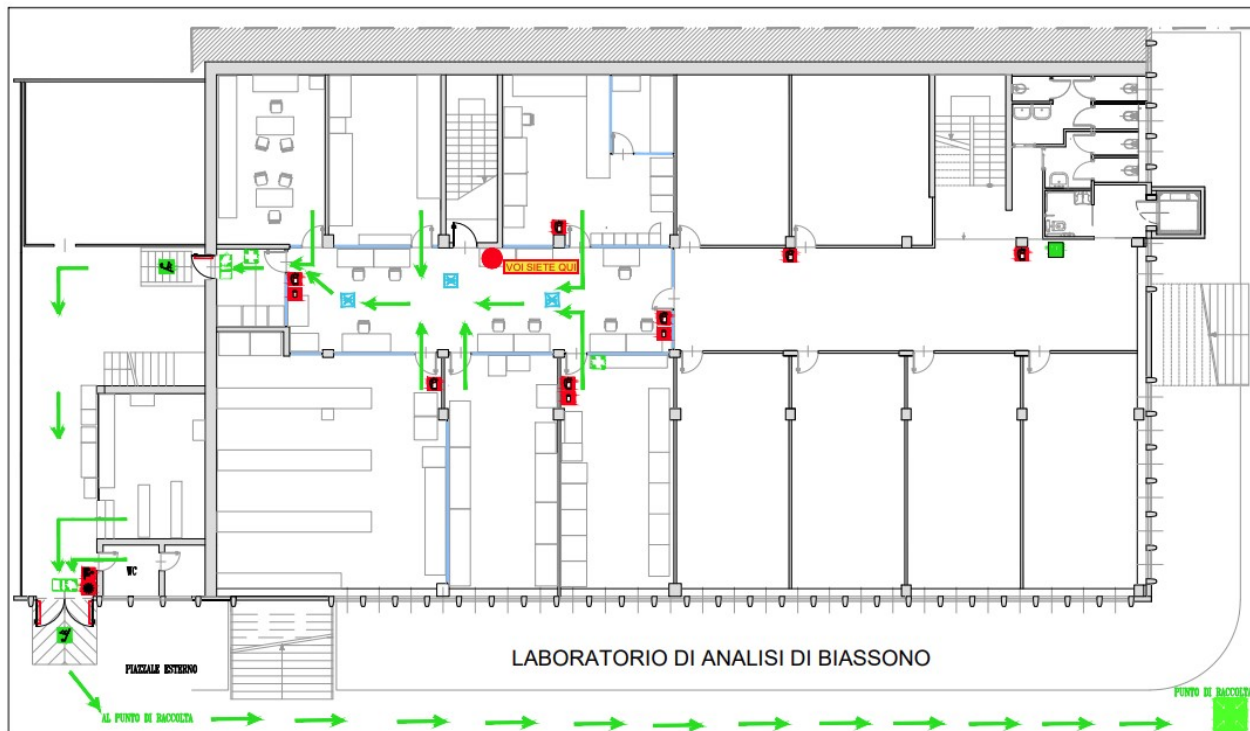 VOI SIETE QUI
WC
LABORATORIO DI ANALISI DI BIASSONO
PIAZZALE ESTERNO
PUNTO DI RACCOLTA
AL PUNTO DI RACCOLTA